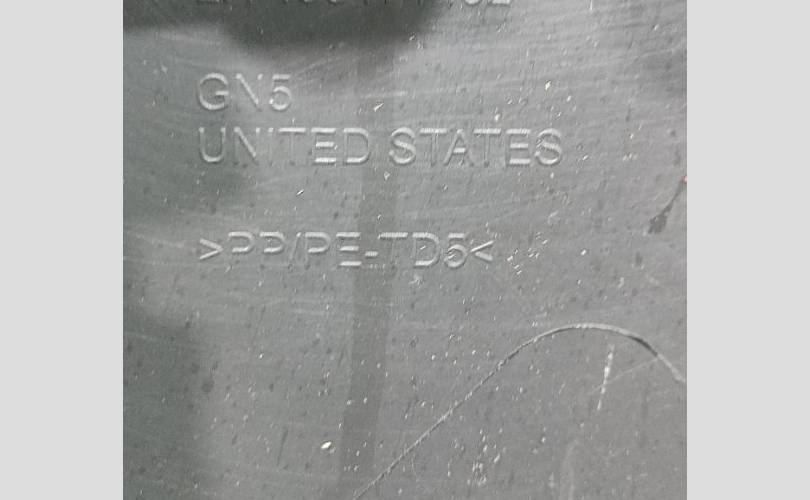 GN5
UNITED STATES
>PP/PE-TD5<